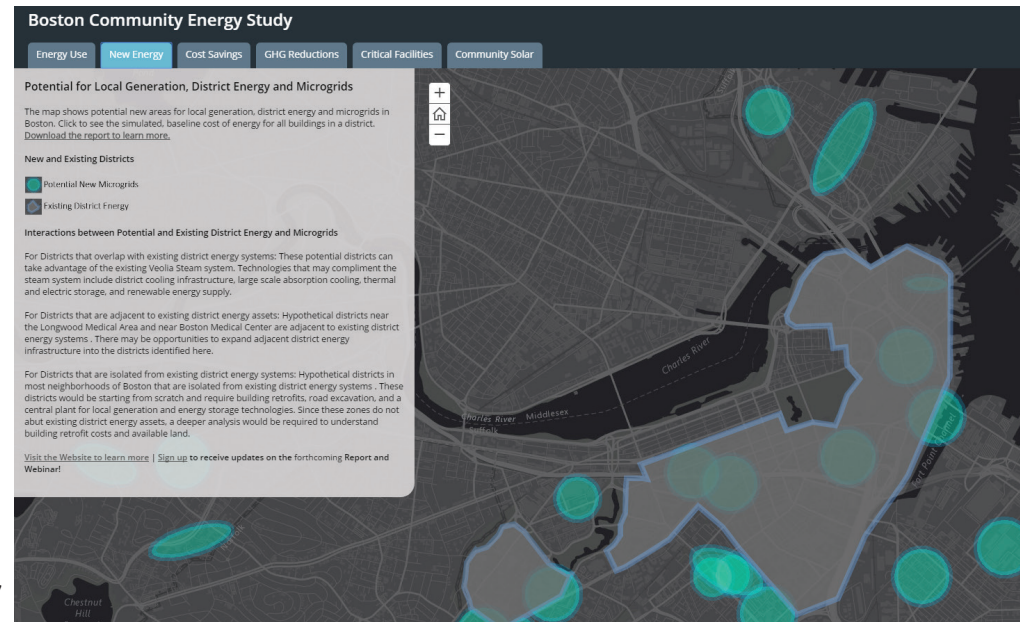 Boston Community Energy Study
Energy Use
New Energy
Cost Savings
GHG Reductions
Critical Facilities
Community Solar
Potential for Local Generation, District Energy and Microgrids
The map shows potential new areas for local generation, district energy and microgrids in
Boston. Click to see the simulated, baseline cost of energy for all buildings in a district.
Download the report to learn more.
New and Existing Districts
Potential New Microgrids
Existing District Energy
Interactions between Potential and Existing District Energy and Microgrids
For Districts that overlap with existing district energy systems: These potential districts can
take advantage of the existing Veolia Steam system. Technologies that may compliment the
steam system include district cooling infrastructure, large scale absorption cooling, thermal
and electric storage, and renewable energy supply.
For Districts that are adjacent to existing district energy assets: Hypothetical districts near
the Longwood Medical Area and near Boston Medical Center are adjacent to existing district
energy systems . There may be opportunities to expand adjacent district energy
infrastructure into the districts identified here.
For Districts that are isolated from existing district energy systems: Hypothetical districts in
most neighborhoods of Boston that are isolated from existing district energy systems . These
districts would be starting from scratch and require building retrofits, road excavation, and a
central plant for local generation and energy storage technologies. Since these zones do not
abut existing district energy assets, a deeper analysis would be required to understand
building retrofit costs and available land.
Visit the Website to learn more | Sign up to receive updates on the forthcoming Report and
Webinar!
+
−
Charles River
Charles River Middlesex
Suffolk
Fort Point Channel
Norfolk
Chestnut
Hill